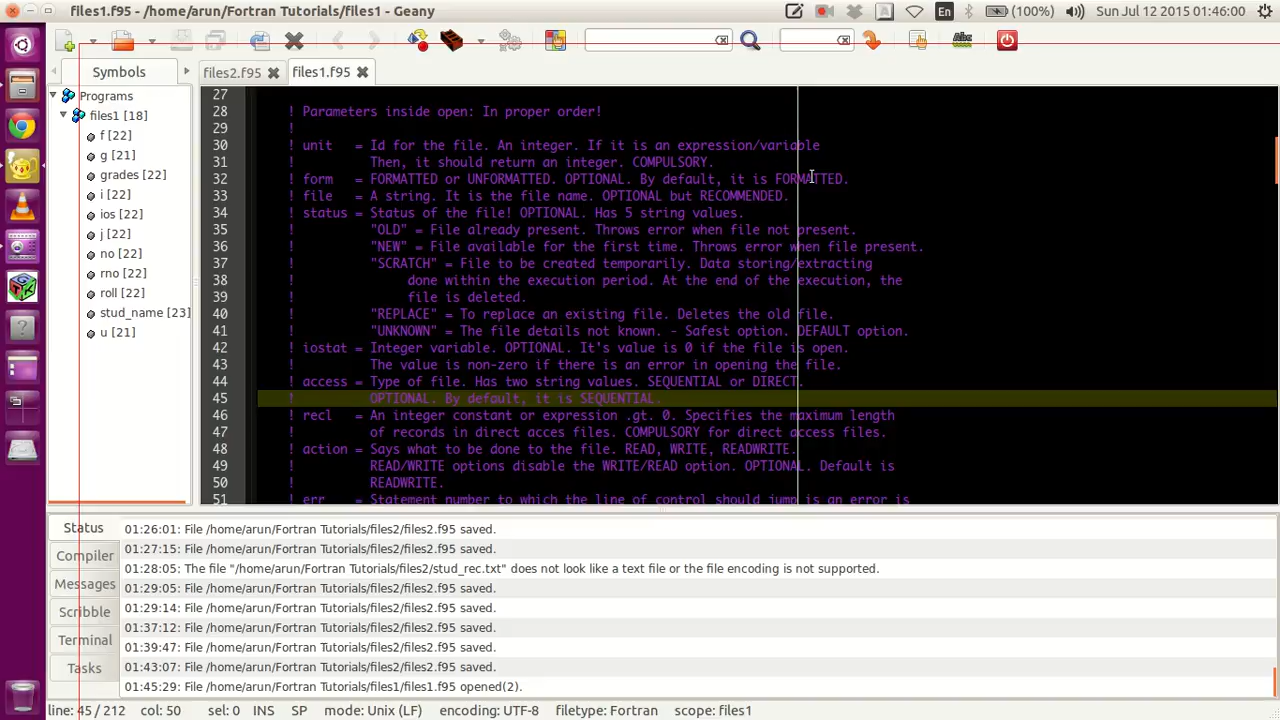 files1.f95 - /home/arun/Fortran Tutorials/files1 - Geany
En
(100%)
Sun Jul 12 2015 01:46:00
Symbols
files2.f95
files1.f95
Programs
files1 [18]
f [22]
g [21]
grades [22]
i [22]
ios [22]
j [22]
no [22]
rno [22]
roll [22]
stud_name [23]
u [21]
27
28 ! Parameters inside open: In proper order!
29 !
30 ! unit = Id for the file. An integer. If it is an expression/variable
31 ! Then, it should return an integer. COMPULSORY.
32 ! form = FORMATTED or UNFORMATTED. OPTIONAL. By default, it is FORMATTED.
33 ! file = A string. It is the file name. OPTIONAL but RECOMMENDED.
34 ! status = Status of the file! OPTIONAL. Has 5 string values.
35 ! "OLD" = File already present. Throws error when file not present.
36 ! "NEW" = File available for the first time. Throws error when file present.
37 ! "SCRATCH" = File to be created temporarily. Data storing/extracting
38 ! done within the execution period. At the end of the execution, the
39 ! file is deleted.
40 ! "REPLACE" = To replace an existing file. Deletes the old file.
41 ! "UNKNOWN" = The file details not known. - Safest option. DEFAULT option.
42 ! iostat = Integer variable. OPTIONAL. It's value is 0 if the file is open.
43 ! The value is non-zero if there is an error in opening the file.
44 ! access = Type of file. Has two string values. SEQUENTIAL or DIRECT.
45 ! OPTIONAL. By default, it is SEQUENTIAL.
46 ! recl = An integer constant or expression .gt. 0. Specifies the maximum length
47 ! of records in direct acces files. COMPULSORY for direct access files.
48 ! action = Says what to be done to the file. READ, WRITE, READWRITE.
49 ! READ/WRITE options disable the WRITE/READ option. OPTIONAL. Default is
50 ! READWRITE.
51 ! err = Statement number to which the line of control should jump is an error is
Status
Compiler
Messages
Scribble
Terminal
Tasks
01:26:01: File /home/arun/Fortran Tutorials/files2/files2.f95 saved.
01:27:15: File /home/arun/Fortran Tutorials/files2/files2.f95 saved.
01:28:05: The file "/home/arun/Fortran Tutorials/files2/stud_rec.txt" does not look like a text file or the file encoding is not supported.
01:29:05: File /home/arun/Fortran Tutorials/files2/files2.f95 saved.
01:29:14: File /home/arun/Fortran Tutorials/files2/files2.f95 saved.
01:37:12: File /home/arun/Fortran Tutorials/files2/files2.f95 saved.
01:39:47: File /home/arun/Fortran Tutorials/files2/files2.f95 saved.
01:43:07: File /home/arun/Fortran Tutorials/files2/files2.f95 saved.
01:45:29: File /home/arun/Fortran Tutorials/files1/files1.f95 opened(2).
line: 45 / 212 col: 50 sel: 0 INS SP mode: Unix (LF) encoding: UTF-8 filetype: Fortran scope: files1